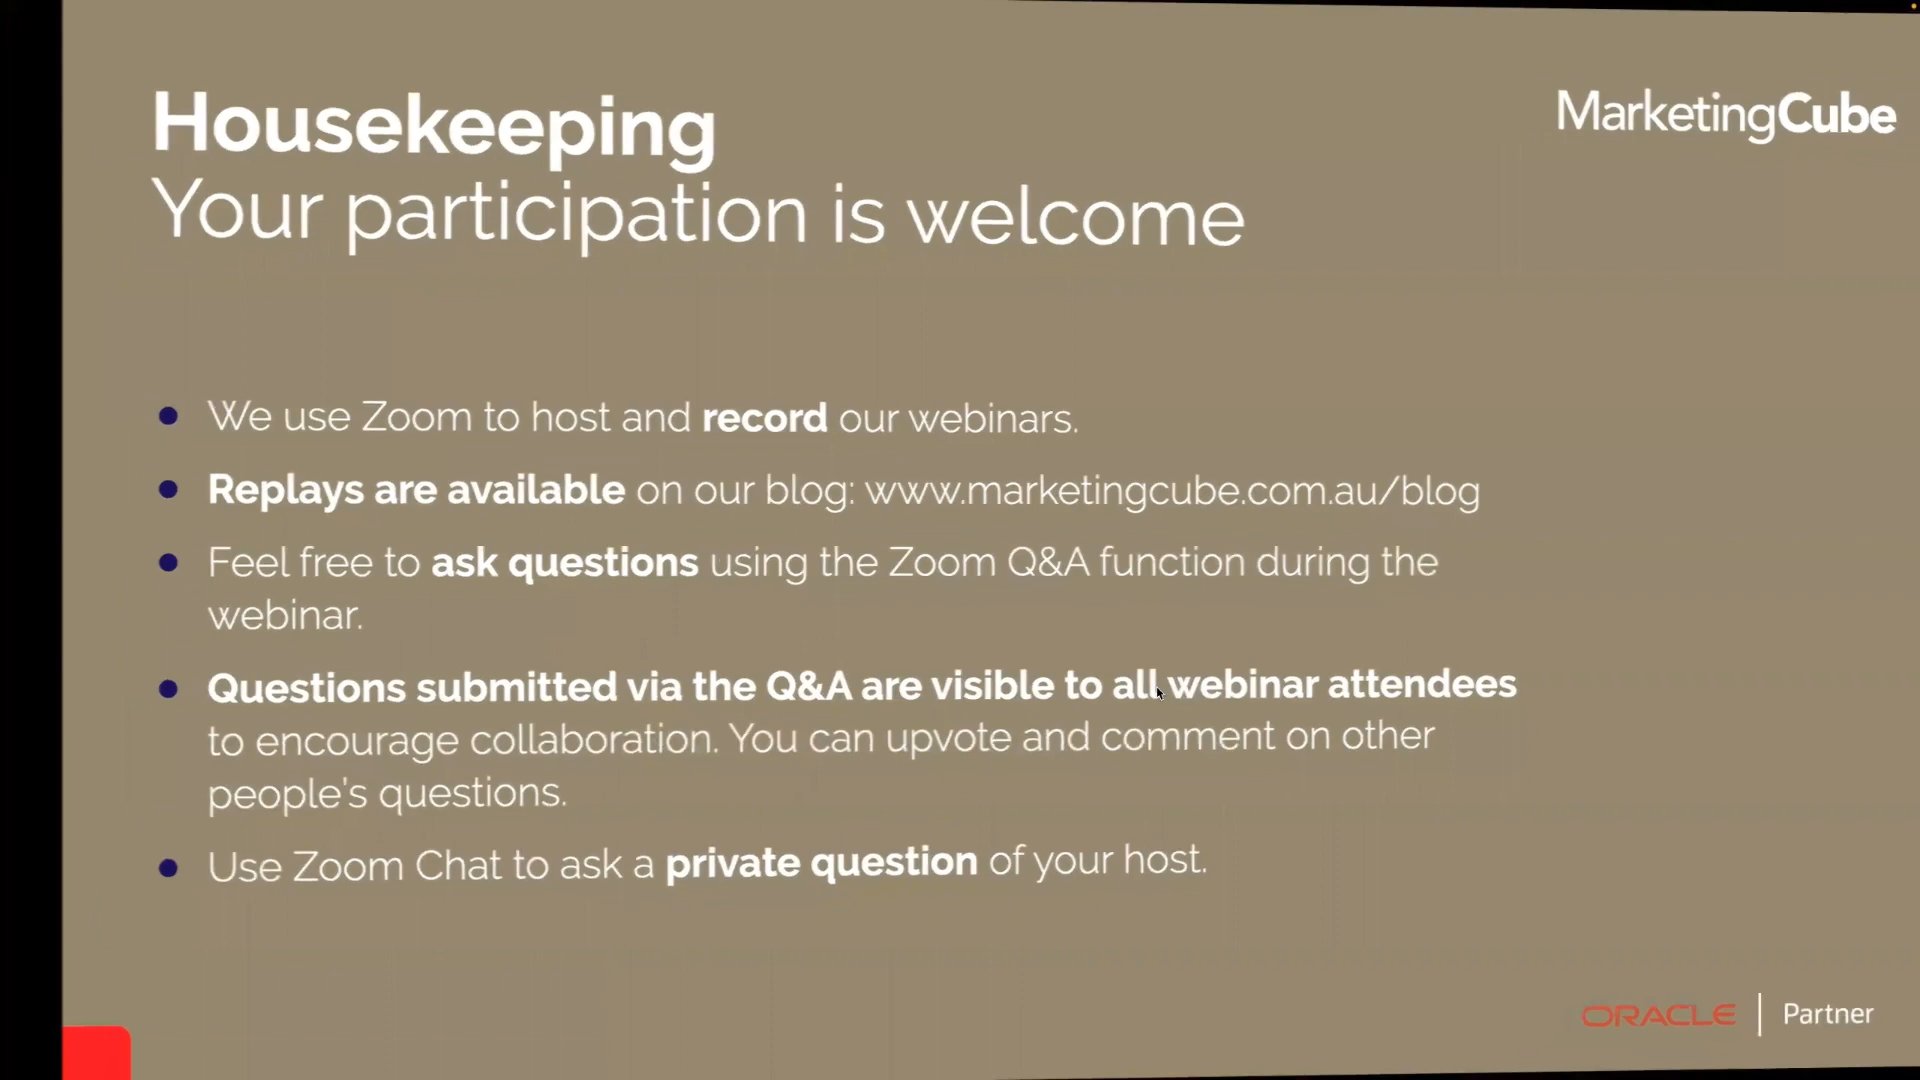 Housekeeping
MarketingCube
Your participation is welcome
We use Zoom to host and record our webinars.
Replays are available on our blog: www.marketingcube.com.au/blog
Feel free to ask questions using the Zoom Q&A function during the
webinar.
Questions submitted via the Q&A are visible to all webinar attendees
to encourage collaboration. You can upvote and comment on other
people's questions.
Use Zoom Chat to ask a private question of your host.
ORACLE | Partner